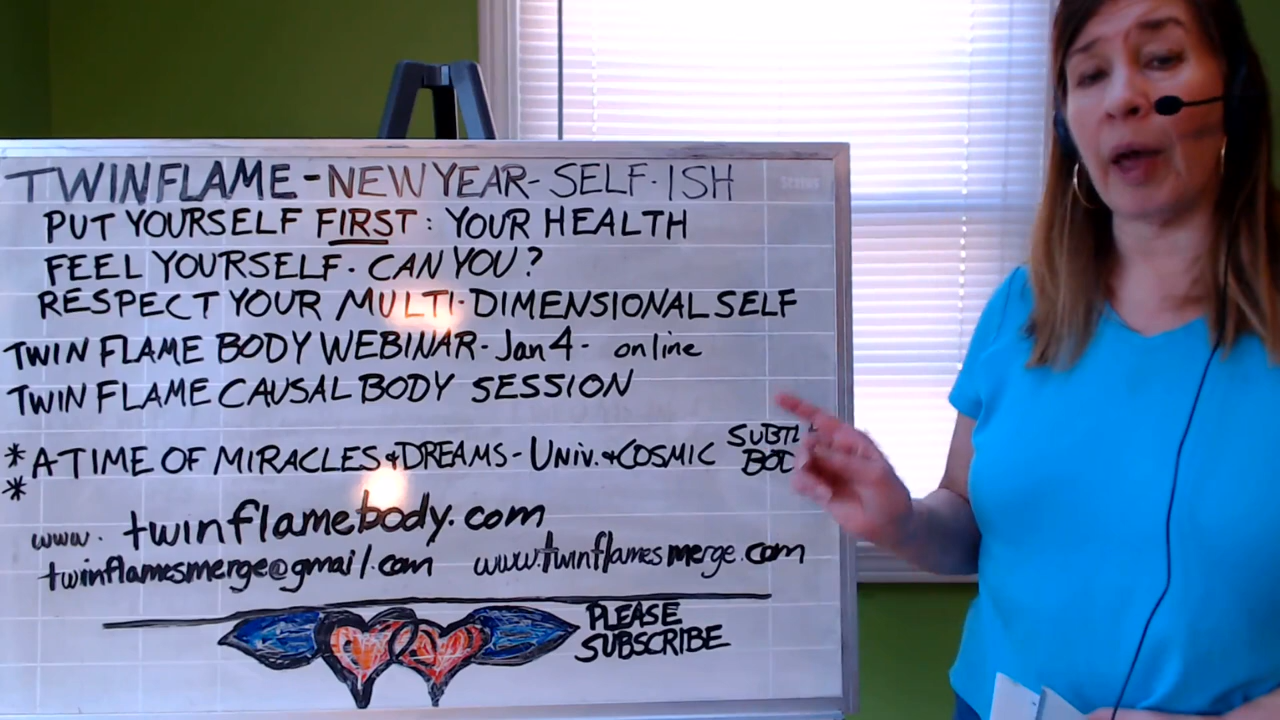 TWINFLAME-NEW YEAR-SELF-ISH
PUT YOURSELF FIRST: YOUR HEALTH
FEEL YOURSELF. CAN YOU?
RESPECT YOUR MULTI-DIMENSIONAL SELF
TWIN FLAME BODY WEBINAR-Jan 4- online
TWIN FLAME CAUSAL BODY SESSION
* A TIME OF MIRACLES & DREAMS-Univ. & COSMIC
*
www. twinflamebody.com
twinflamesmerge@gmail.com www.twinflamesmerge.com
PLEASE
SUBSCRIBE